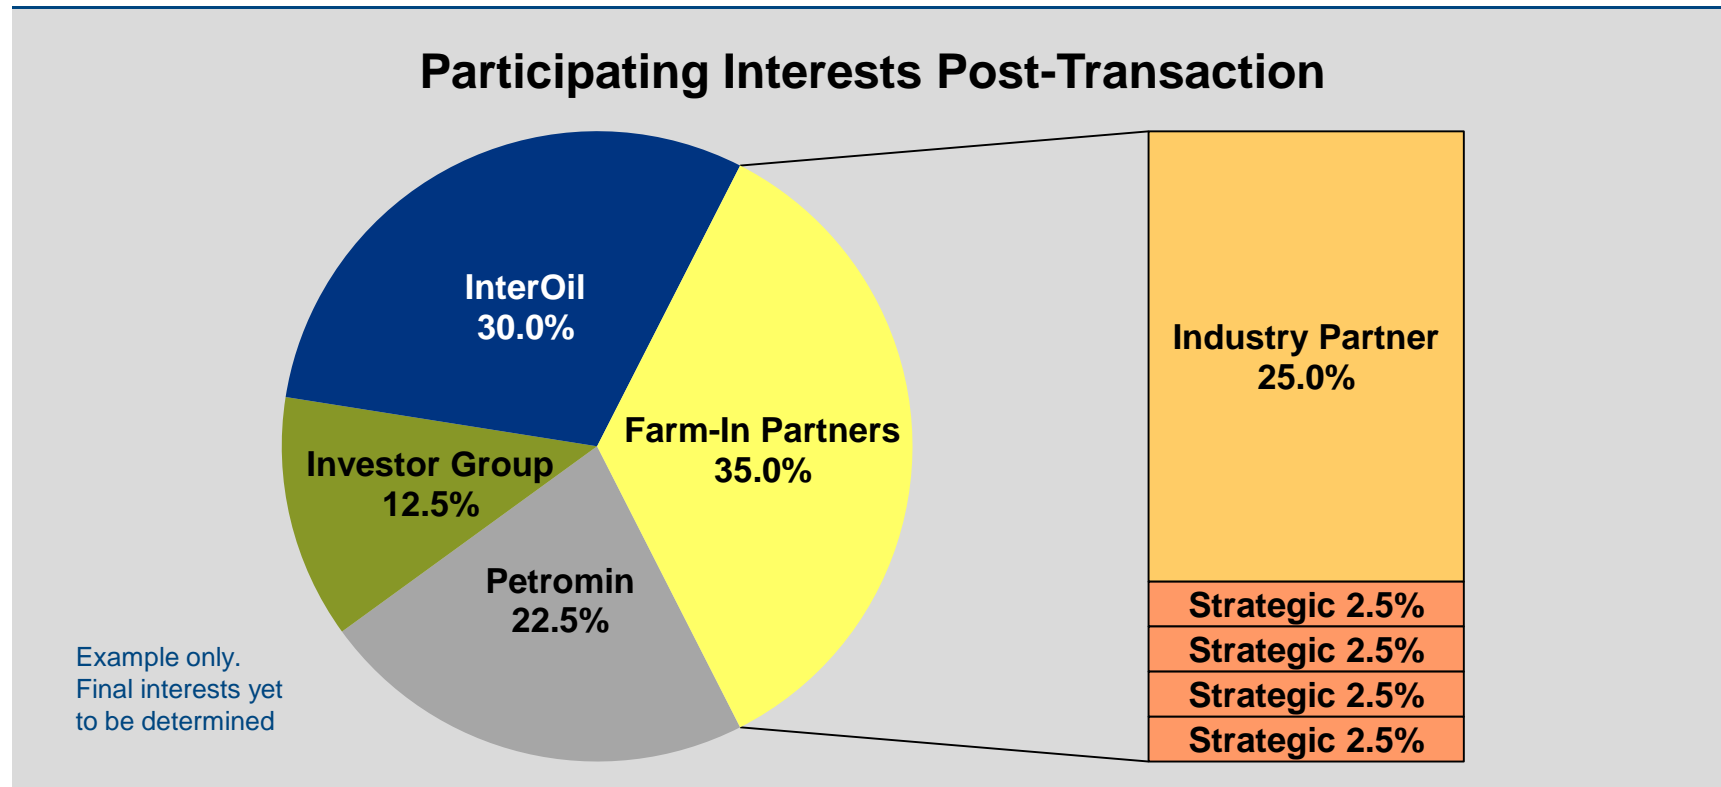 Participating Interests Post-Transaction
InterOil
30.0%
Farm-In Partners
35.0%
Investor Group
12.5%
Petromin
22.5%
Industry Partner
25.0%
Strategic 2.5%
Strategic 2.5%
Strategic 2.5%
Strategic 2.5%
Example only.
Final interests yet
to be determined